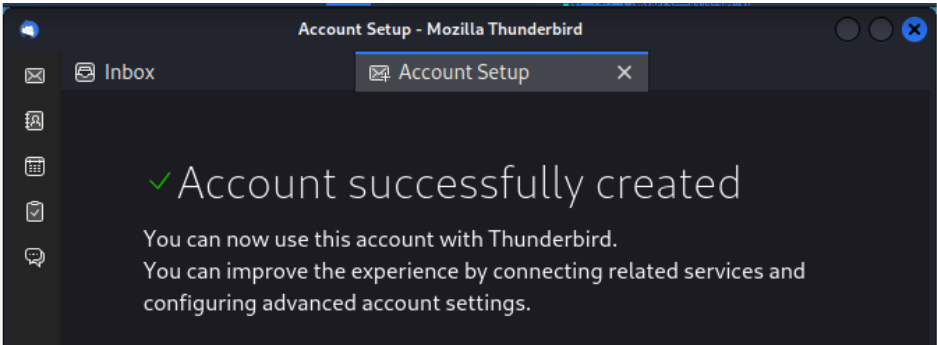 Account Setup - Mozilla Thunderbird
Inbox
Account Setup
Account successfully created
You can now use this account with Thunderbird.
You can improve the experience by connecting related services and
configuring advanced account settings.